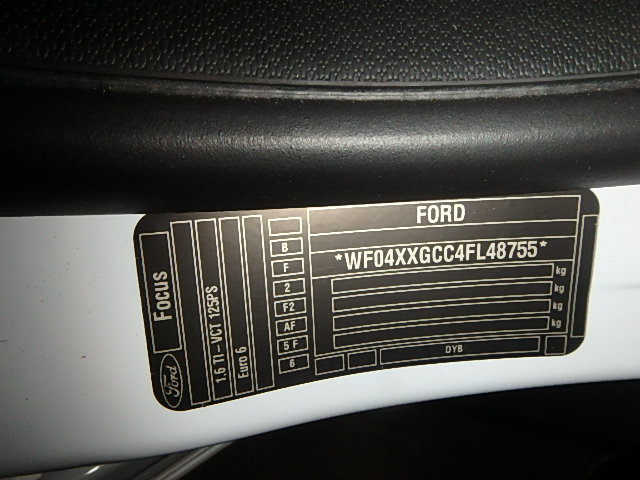 FORD
*WF04XXGCC4FL48755*
kg
kg
kg
kg
DYB
B
F
2
F2
AF
5 F
6
Focus
1.6 TI - VCT 125PS
Euro 6
Ford